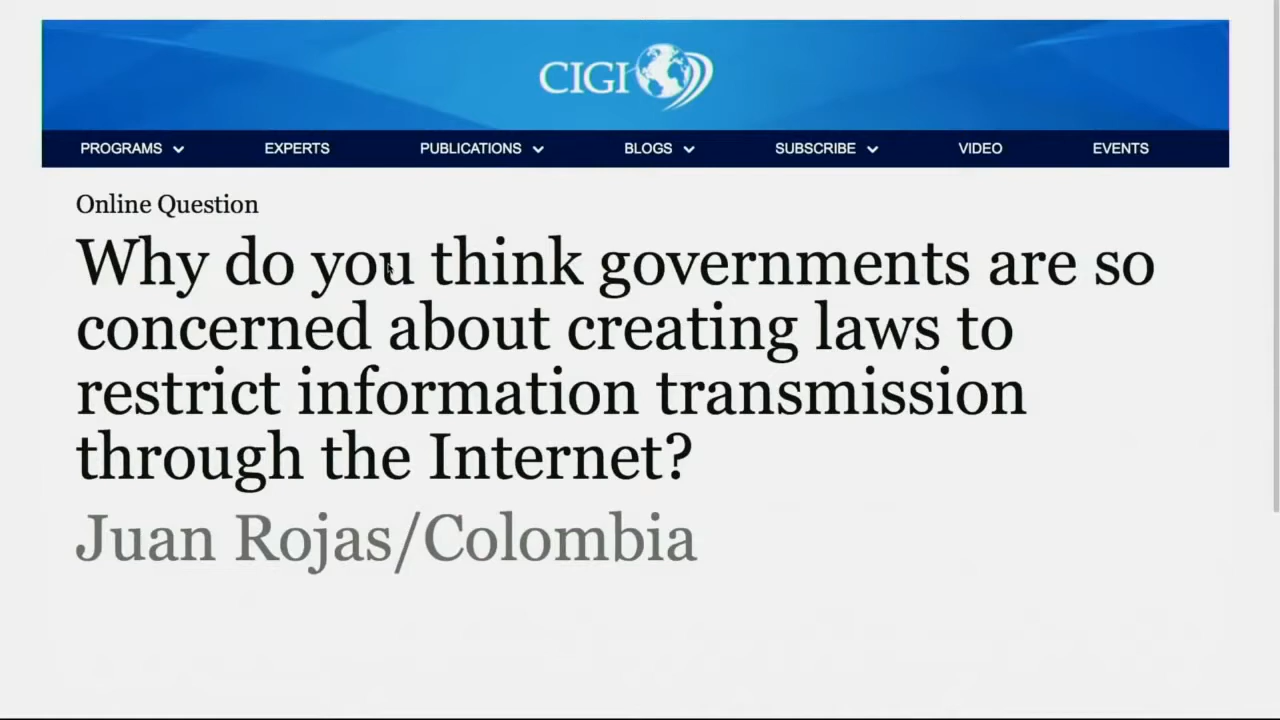 CIGI
PROGRAMS EXPERTS PUBLICATIONS BLOGS SUBSCRIBE VIDEO EVENTS
Online Question
Why do you think governments are so
concerned about creating laws to
restrict information transmission
through the Internet?
Juan Rojas/Colombia